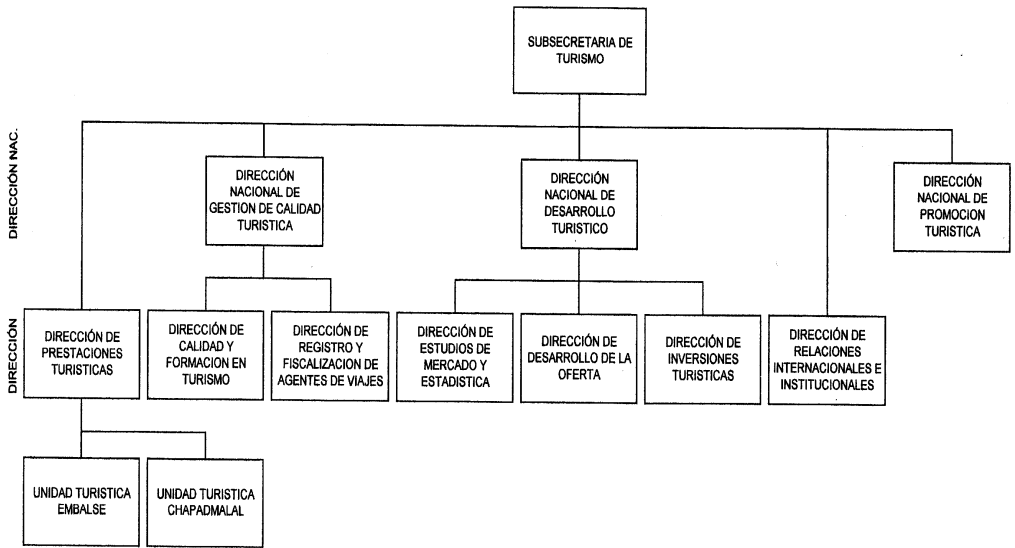 SUBSECRETARIA DE
TURISMO
DIRECCIÓN NAC.
DIRECCIÓN
NACIONAL DE
GESTION DE CALIDAD
TURISTICA
DIRECCIÓN
NACIONAL DE
DESARROLLO
TURISTICO
DIRECCIÓN
NACIONAL DE
PROMOCION
TURISTICA
DIRECCIÓN
DIRECCIÓN DE
PRESTACIONES
TURISTICAS
DIRECCIÓN DE
CALIDAD Y
FORMACION EN
TURISMO
DIRECCIÓN DE
REGISTRO Y
FISCALIZACION DE
AGENTES DE VIAJES
DIRECCIÓN DE
ESTUDIOS DE
MERCADO Y
ESTADISTICA
DIRECCIÓN DE
DESARROLLO DE LA
OFERTA
DIRECCIÓN DE
INVERSIONES
TURISTICAS
DIRECCIÓN DE
RELACIONES
INTERNACIONALES E
INSTITUCIONALES
UNIDAD TURISTICA
EMBALSE
UNIDAD TURISTICA
CHAPADMALAL